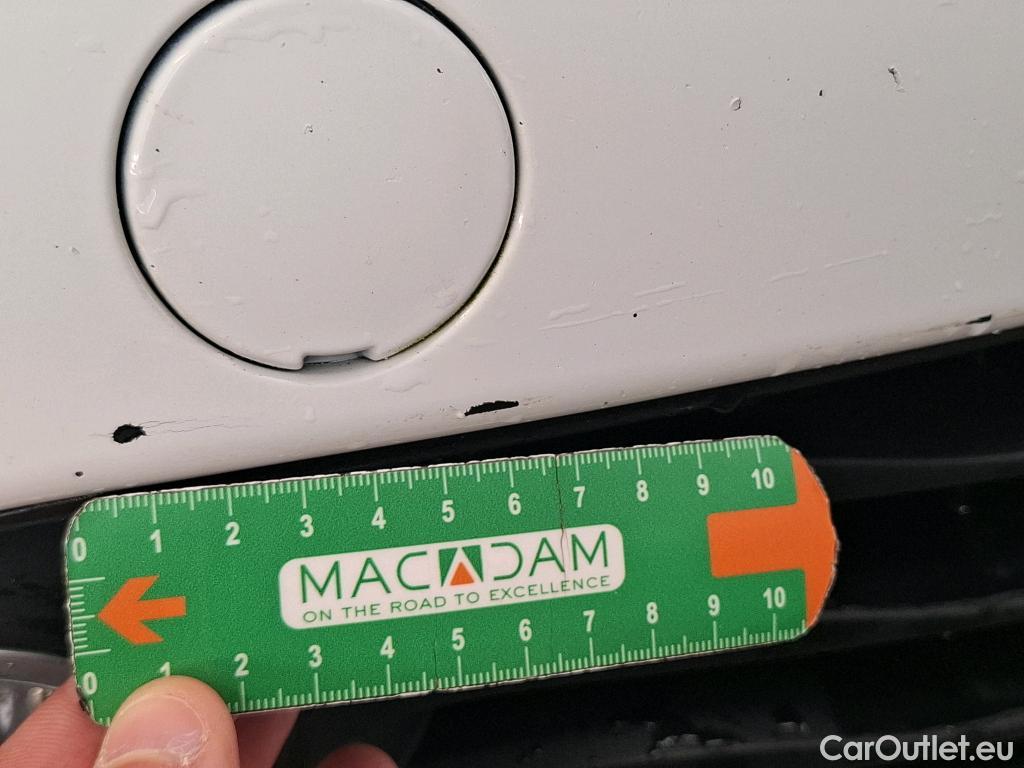 0 1 2 3 4 5 6 7 8 9 10
MACADAM
ON THE ROAD TO EXCELLENCE
0 1 2 3 4 5 6 7 8 9 10
CarOutlet.eu